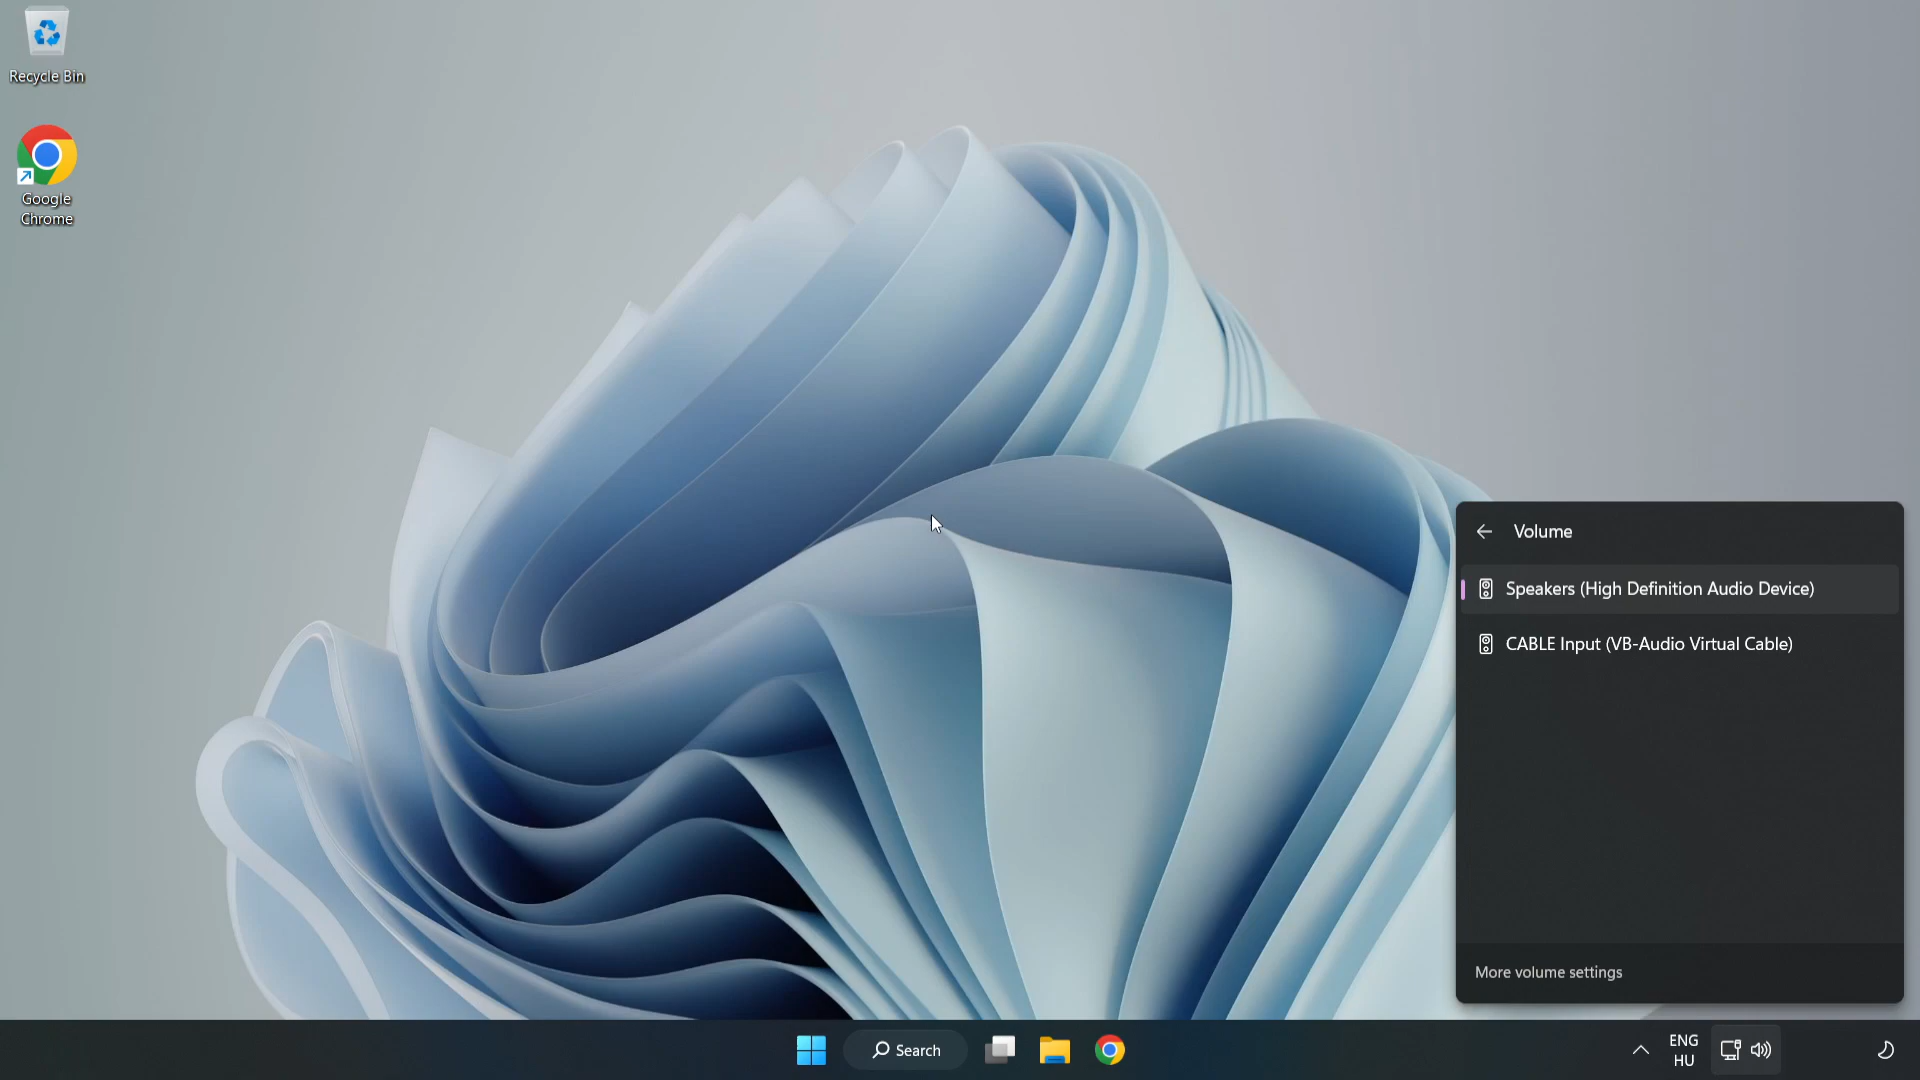 Recycle Bin
Google
Chrome
Volume
Speakers (High Definition Audio Device)
CABLE Input (VB-Audio Virtual Cable)
More volume settings
Search
ENG
HU